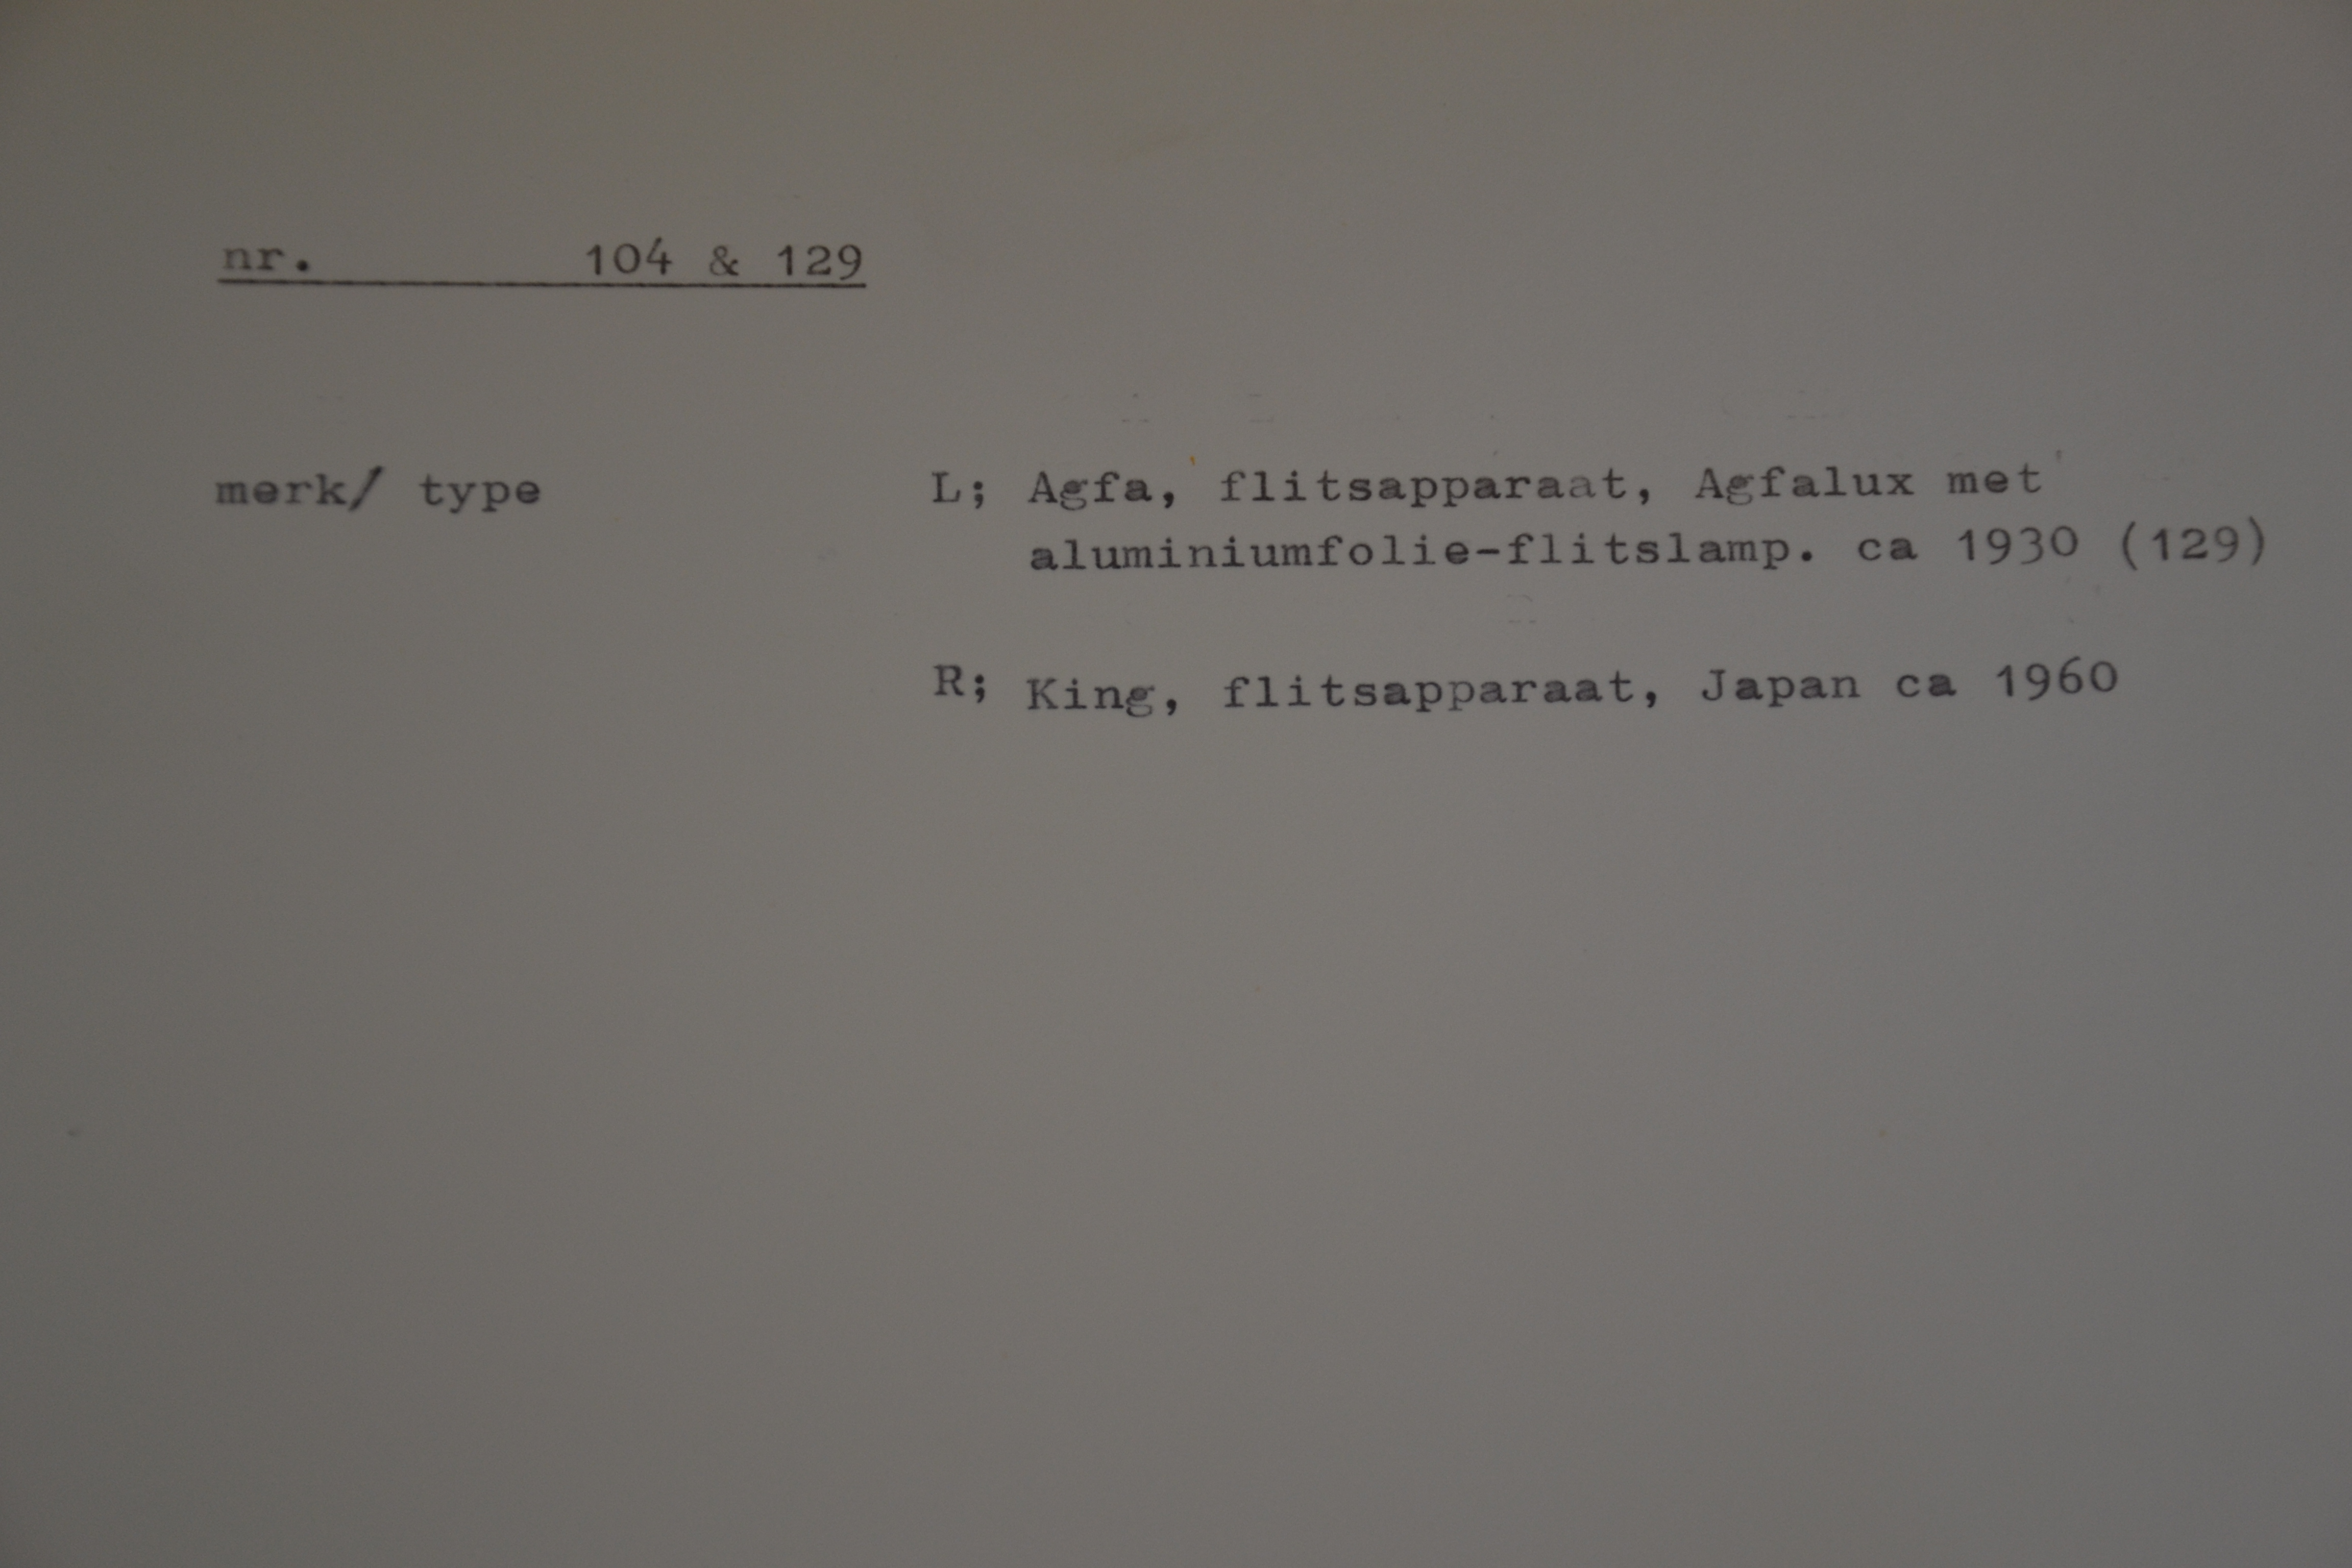 nr. 104 & 129
merk/ type L; Agfa, flitsapparaat, Agfalux met
aluminiumfolie-flitslamp. ca 1930 (129)
R; King, flitsapparaat, Japan ca 1960